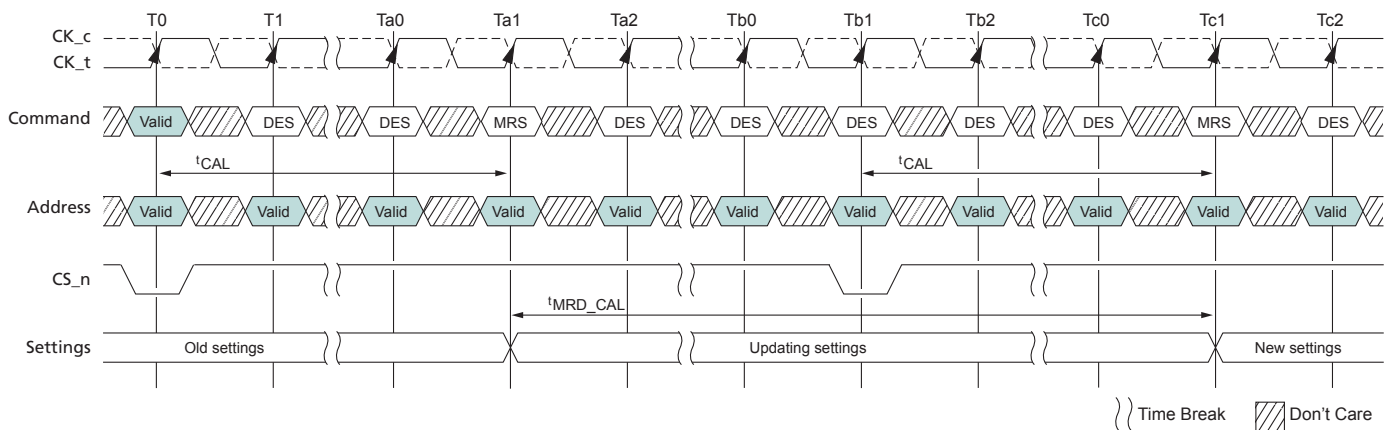 T0 T1 Ta0 Ta1 Ta2 Tb0 Tb1 Tb2 Tc0 Tc1 Tc2
CK_c
CK_t
Command Valid DES DES MRS DES DES DES DES DES MRS DES
tCAL tCAL
Address Valid Valid Valid Valid Valid Valid Valid Valid Valid Valid Valid
CS_n
tMRD_CAL
Settings Old settings Updating settings New settings
Time Break Don't Care